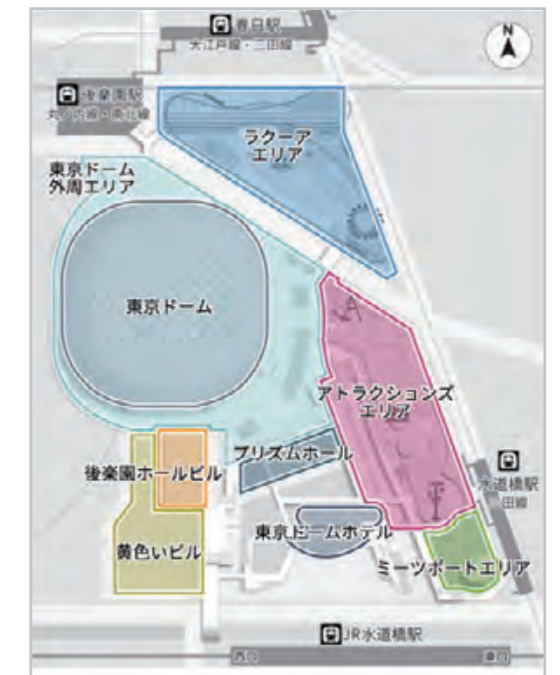 春日駅
大江戸線・三田線
N
後楽園駅
丸ノ内線・南北線
ラクーア
エリア
東京ドーム
外周エリア
東京ドーム
アトラクションズ
エリア
プリズムホール
後楽園ホールビル
水道橋駅
田線
東京ドームホテル
黄色いビル
ミーツポートエリア
JR水道橋駅
西口
東口